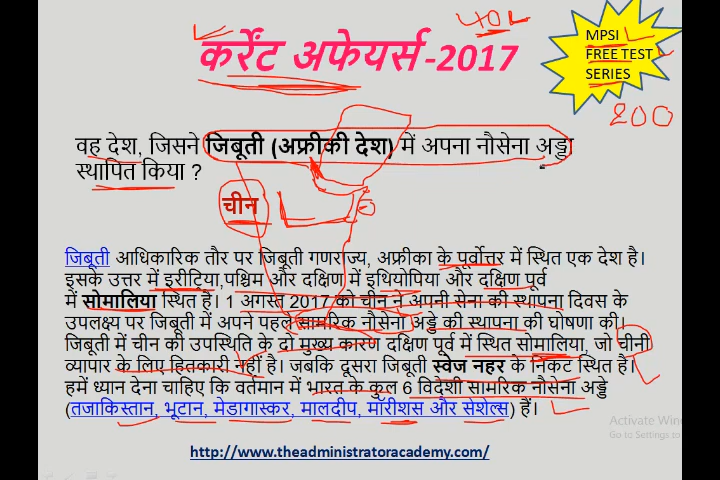 40L
कर्रेंट अफेयर्स-2017
MPSI
FREE TEST
SERIES
200
वह देश, जिसने जिबूती (अफ्रीकी देश) में अपना नौसेना अड्डा
स्थापित किया ?
चीन
जिबूती आधिकारिक तौर पर जिबूती गणराज्य, अफ्रीका के पूर्वोत्तर में स्थित एक देश है।
इसके उत्तर में इरीट्रिया, पश्चिम और दक्षिण में इथियोपिया और दक्षिण पूर्व
में सोमालिया स्थित है। 1 अगस्त 2017 को चीन ने अपनी सेना की स्थापना दिवस के
उपलक्ष्य पर जिबूती में अपने पहले सामरिक नौसेना अड्डे की स्थापना की घोषणा की।
जिबूती में चीन की उपस्थिति के दो मुख्य कारण दक्षिण पूर्व में स्थित सोमालिया, जो चीनी
व्यापार के लिए हितकारी नहीं है। जबकि दूसरा जिबूती स्वेज नहर के निकट स्थित है।
हमें ध्यान देना चाहिए कि वर्तमान में भारत के कुल 6 विदेशी सामरिक नौसेना अड्डे
(तजाकिस्तान, भूटान, मेडागास्कर, मालदीप, मॉरीशस और सेशेल्स) हैं।
Activate Win
Go to Settings to
http://www.theadministratoracademy.com/